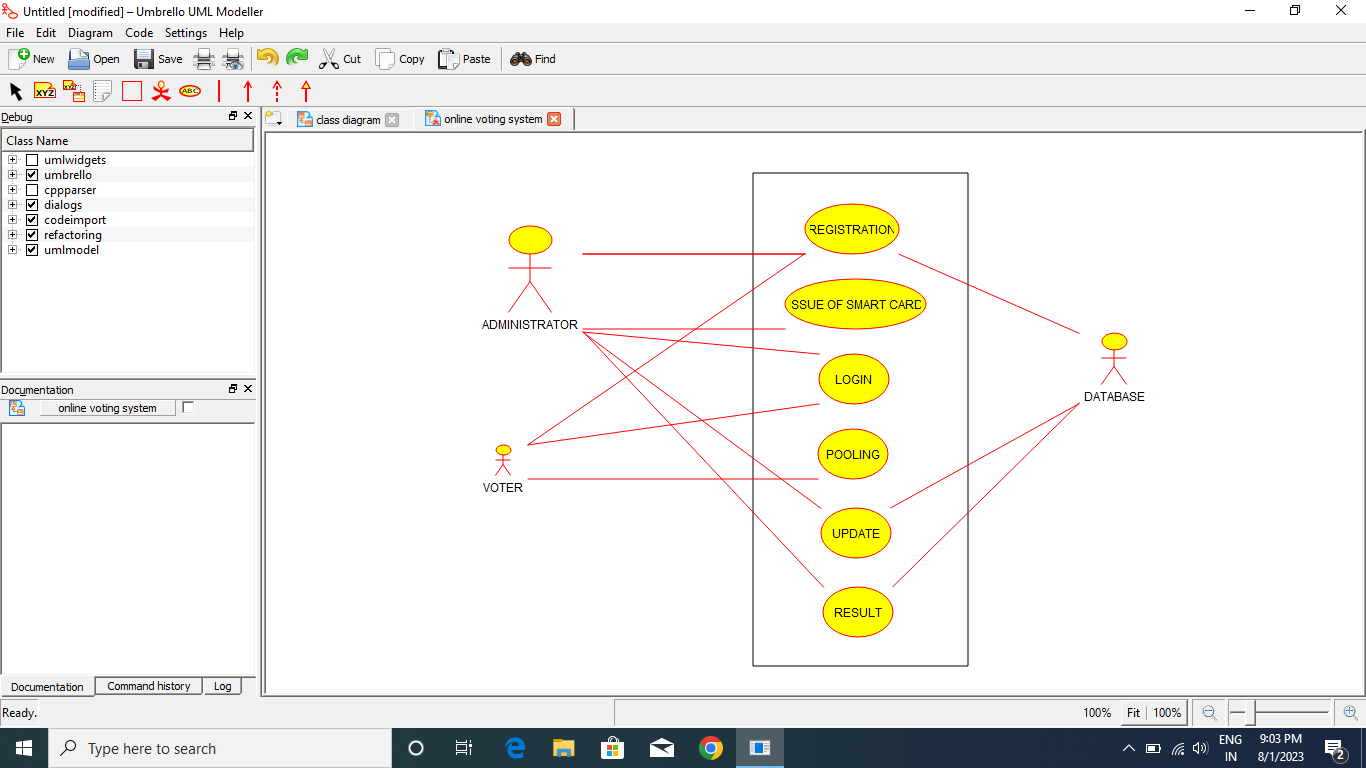 Untitled [modified] – Umbrello UML Modeller
File Edit Diagram Code Settings Help
New Open Save Cut Copy Paste Find
XYZ XYZ ABC
Debug
class diagram online voting system
Class Name
umlwidgets
umbrello
cppparser
dialogs
codeimport
refactoring
umlmodel
Documentation
online voting system
Documentation Command history Log
REGISTRATION
SSUE OF SMART CARD
LOGIN
POOLING
UPDATE
RESULT
ADMINISTRATOR
VOTER
DATABASE
Ready.
100% Fit 100%
Type here to search
ENG
IN
9:03 PM
8/1/2023
2